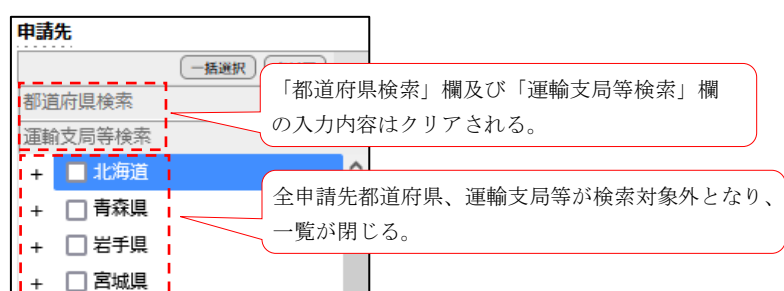 申請先
一括選択
都道府県検索
運輸支局等検索
「都道府県検索」欄及び「運輸支局等検索」欄
の入力内容はクリアされる。
+ 北海道
+ 青森県
+ 岩手県
+ 宮城県
全申請先都道府県、運輸支局等が検索対象外となり、
一覧が閉じる。